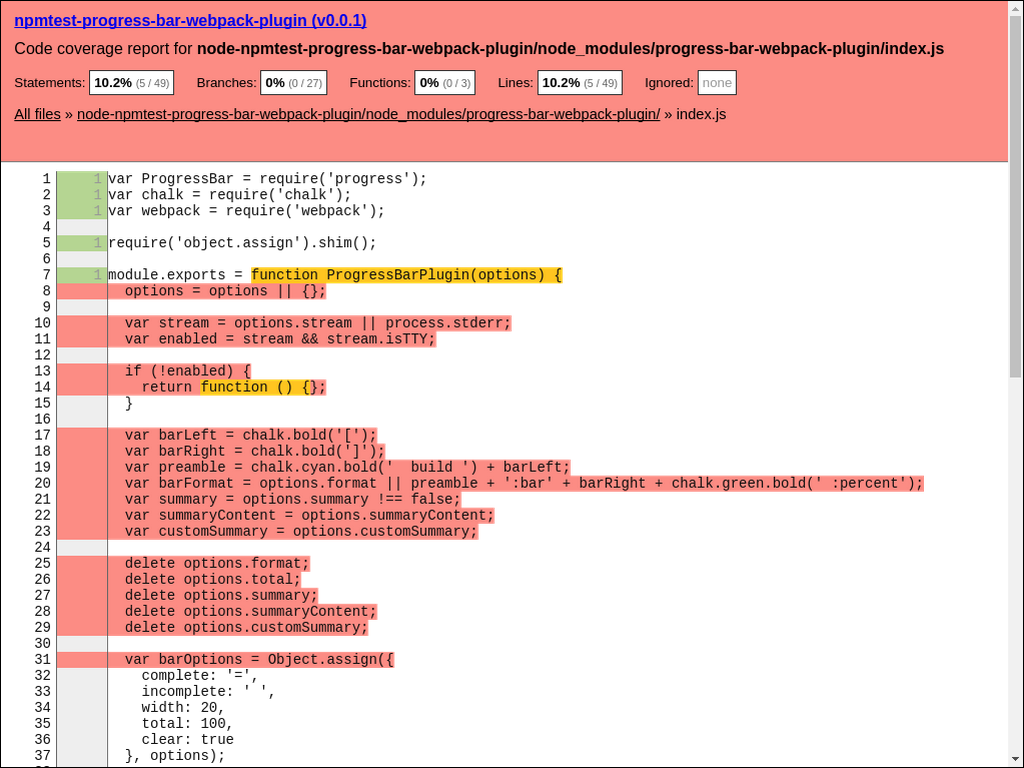 npmtest-progress-bar-webpack-plugin (v0.0.1)
Code coverage report for node-npmtest-progress-bar-webpack-plugin/node_modules/progress-bar-webpack-plugin/index.js
Statements: 10.2% (5 / 49) Branches: 0% (0 / 27) Functions: 0% (0 / 3) Lines: 10.2% (5 / 49) Ignored: none
All files » node-npmtest-progress-bar-webpack-plugin/node_modules/progress-bar-webpack-plugin/ » index.js
1 1 var ProgressBar = require('progress');
2 1 var chalk = require('chalk');
3 1 var webpack = require('webpack');
4
5 1 require('object.assign').shim();
6
7 1 module.exports = function ProgressBarPlugin(options) {
8   options = options || {};
9
10   var stream = options.stream || process.stderr;
11   var enabled = stream && stream.isTTY;
12
13   if (!enabled) {
14     return function () {};
15   }
16
17   var barLeft = chalk.bold('[');
18   var barRight = chalk.bold(']');
19   var preamble = chalk.cyan.bold('  build ') + barLeft;
20   var barFormat = options.format || preamble + ':bar' + barRight + chalk.green.bold(' :percent');
21   var summary = options.summary !== false;
22   var summaryContent = options.summaryContent;
23   var customSummary = options.customSummary;
24
25   delete options.format;
26   delete options.total;
27   delete options.summary;
28   delete options.summaryContent;
29   delete options.customSummary;
30
31   var barOptions = Object.assign({
32     complete: '=',
33     incomplete: ' ',
34     width: 20,
35     total: 100,
36     clear: true
37   }, options);